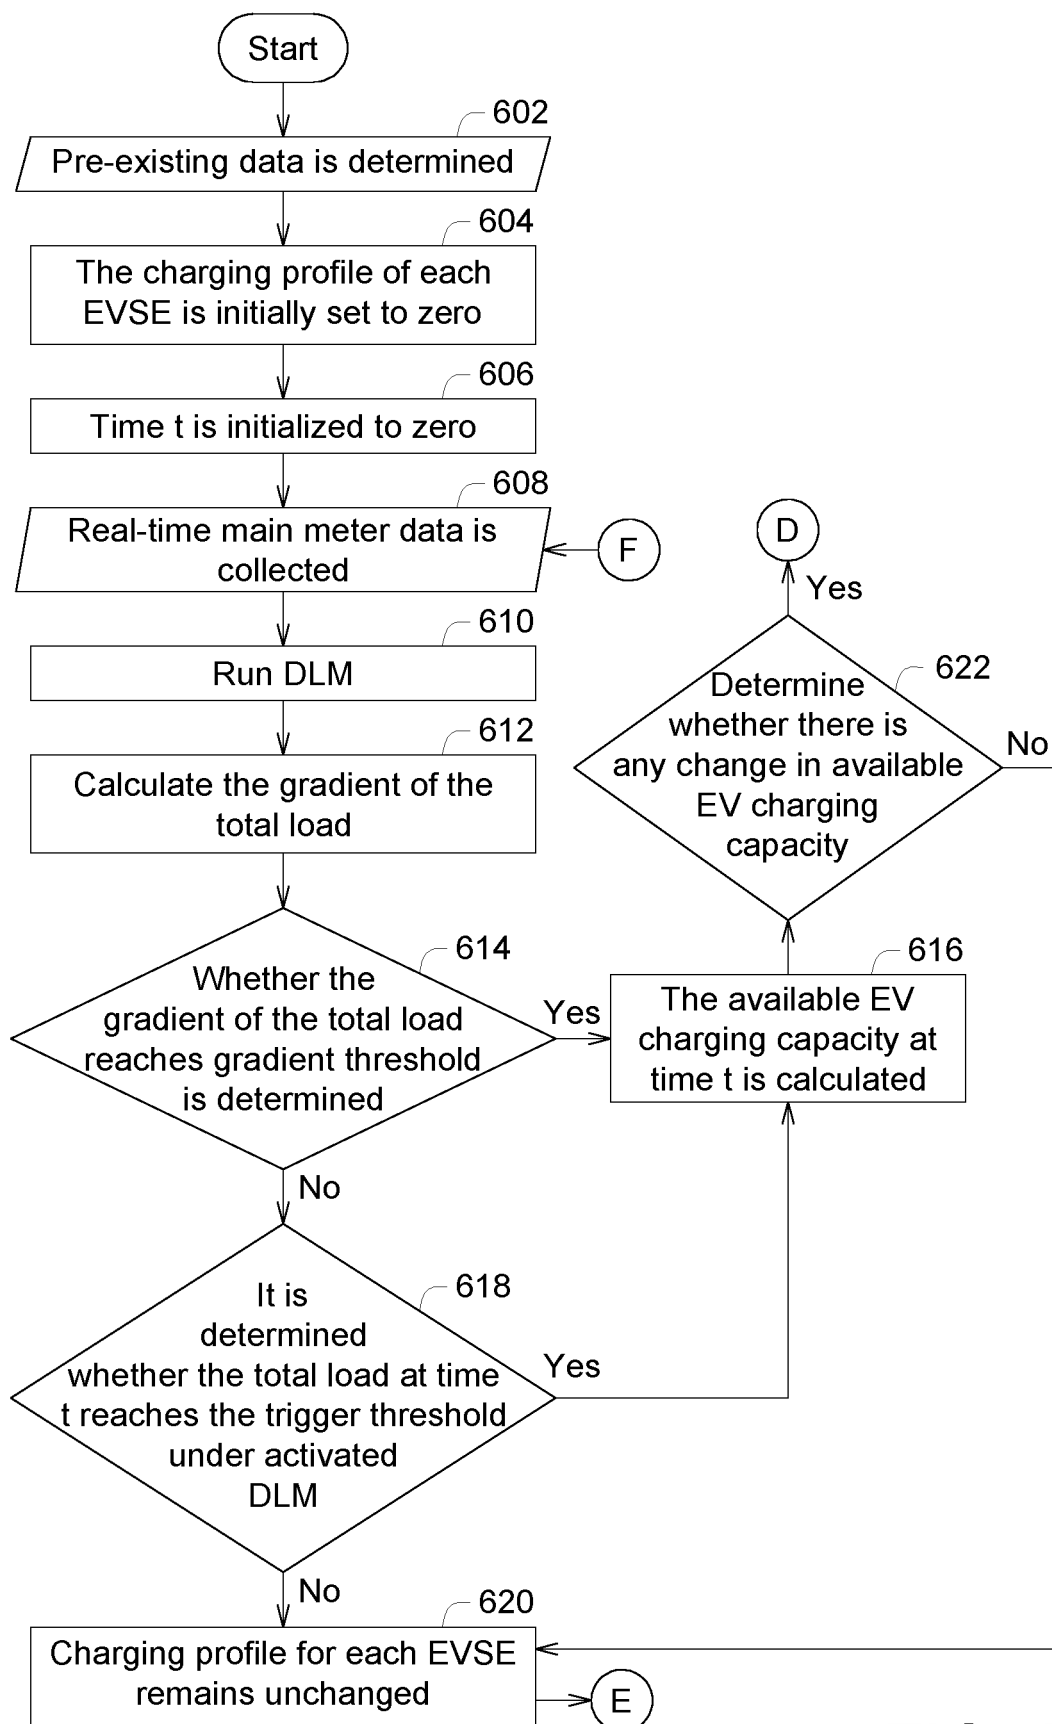 Start
602
Pre-existing data is determined
604
The charging profile of each
EVSE is initially set to zero
606
Time t is initialized to zero
608
Real-time main meter data is
collected
F
D
Yes
610
Run DLM
622
Determine
whether there is
any change in available
EV charging
capacity
No
612
Calculate the gradient of the
total load
614
Whether the
gradient of the total load
reaches gradient threshold
is determined
Yes
616
The available EV
charging capacity at
time t is calculated
No
618
It is
determined
whether the total load at time
t reaches the trigger threshold
under activated
DLM
Yes
No
620
Charging profile for each EVSE
remains unchanged
E